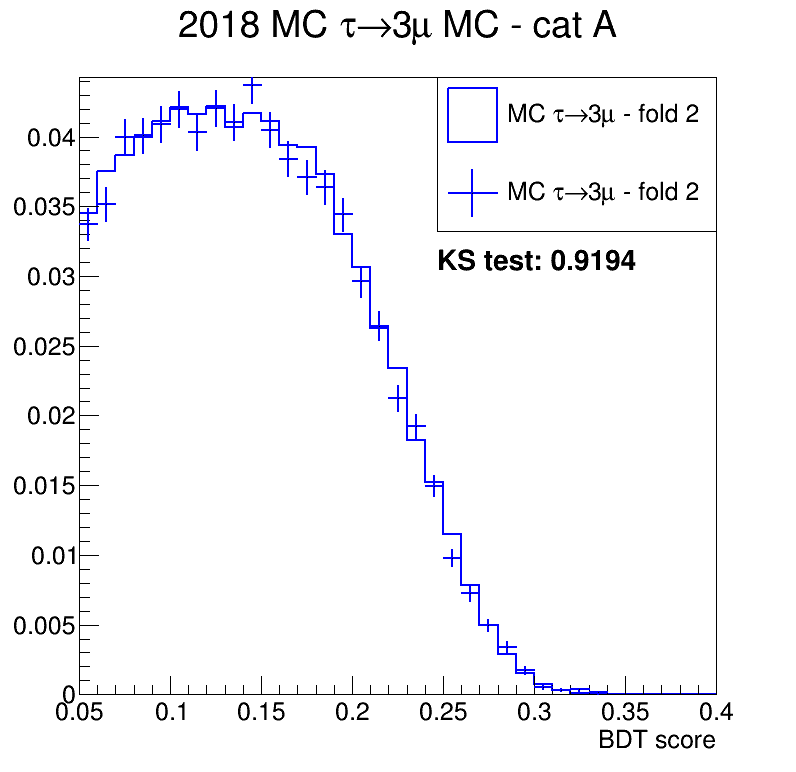 2018 MC τ→3μ MC - cat A
MC τ→3μ - fold 2
MC τ→3μ - fold 2
KS test: 0.9194
0.04
0.035
0.03
0.025
0.02
0.015
0.01
0.005
0
0.05 0.1 0.15 0.2 0.25 0.3 0.35 0.4
BDT score